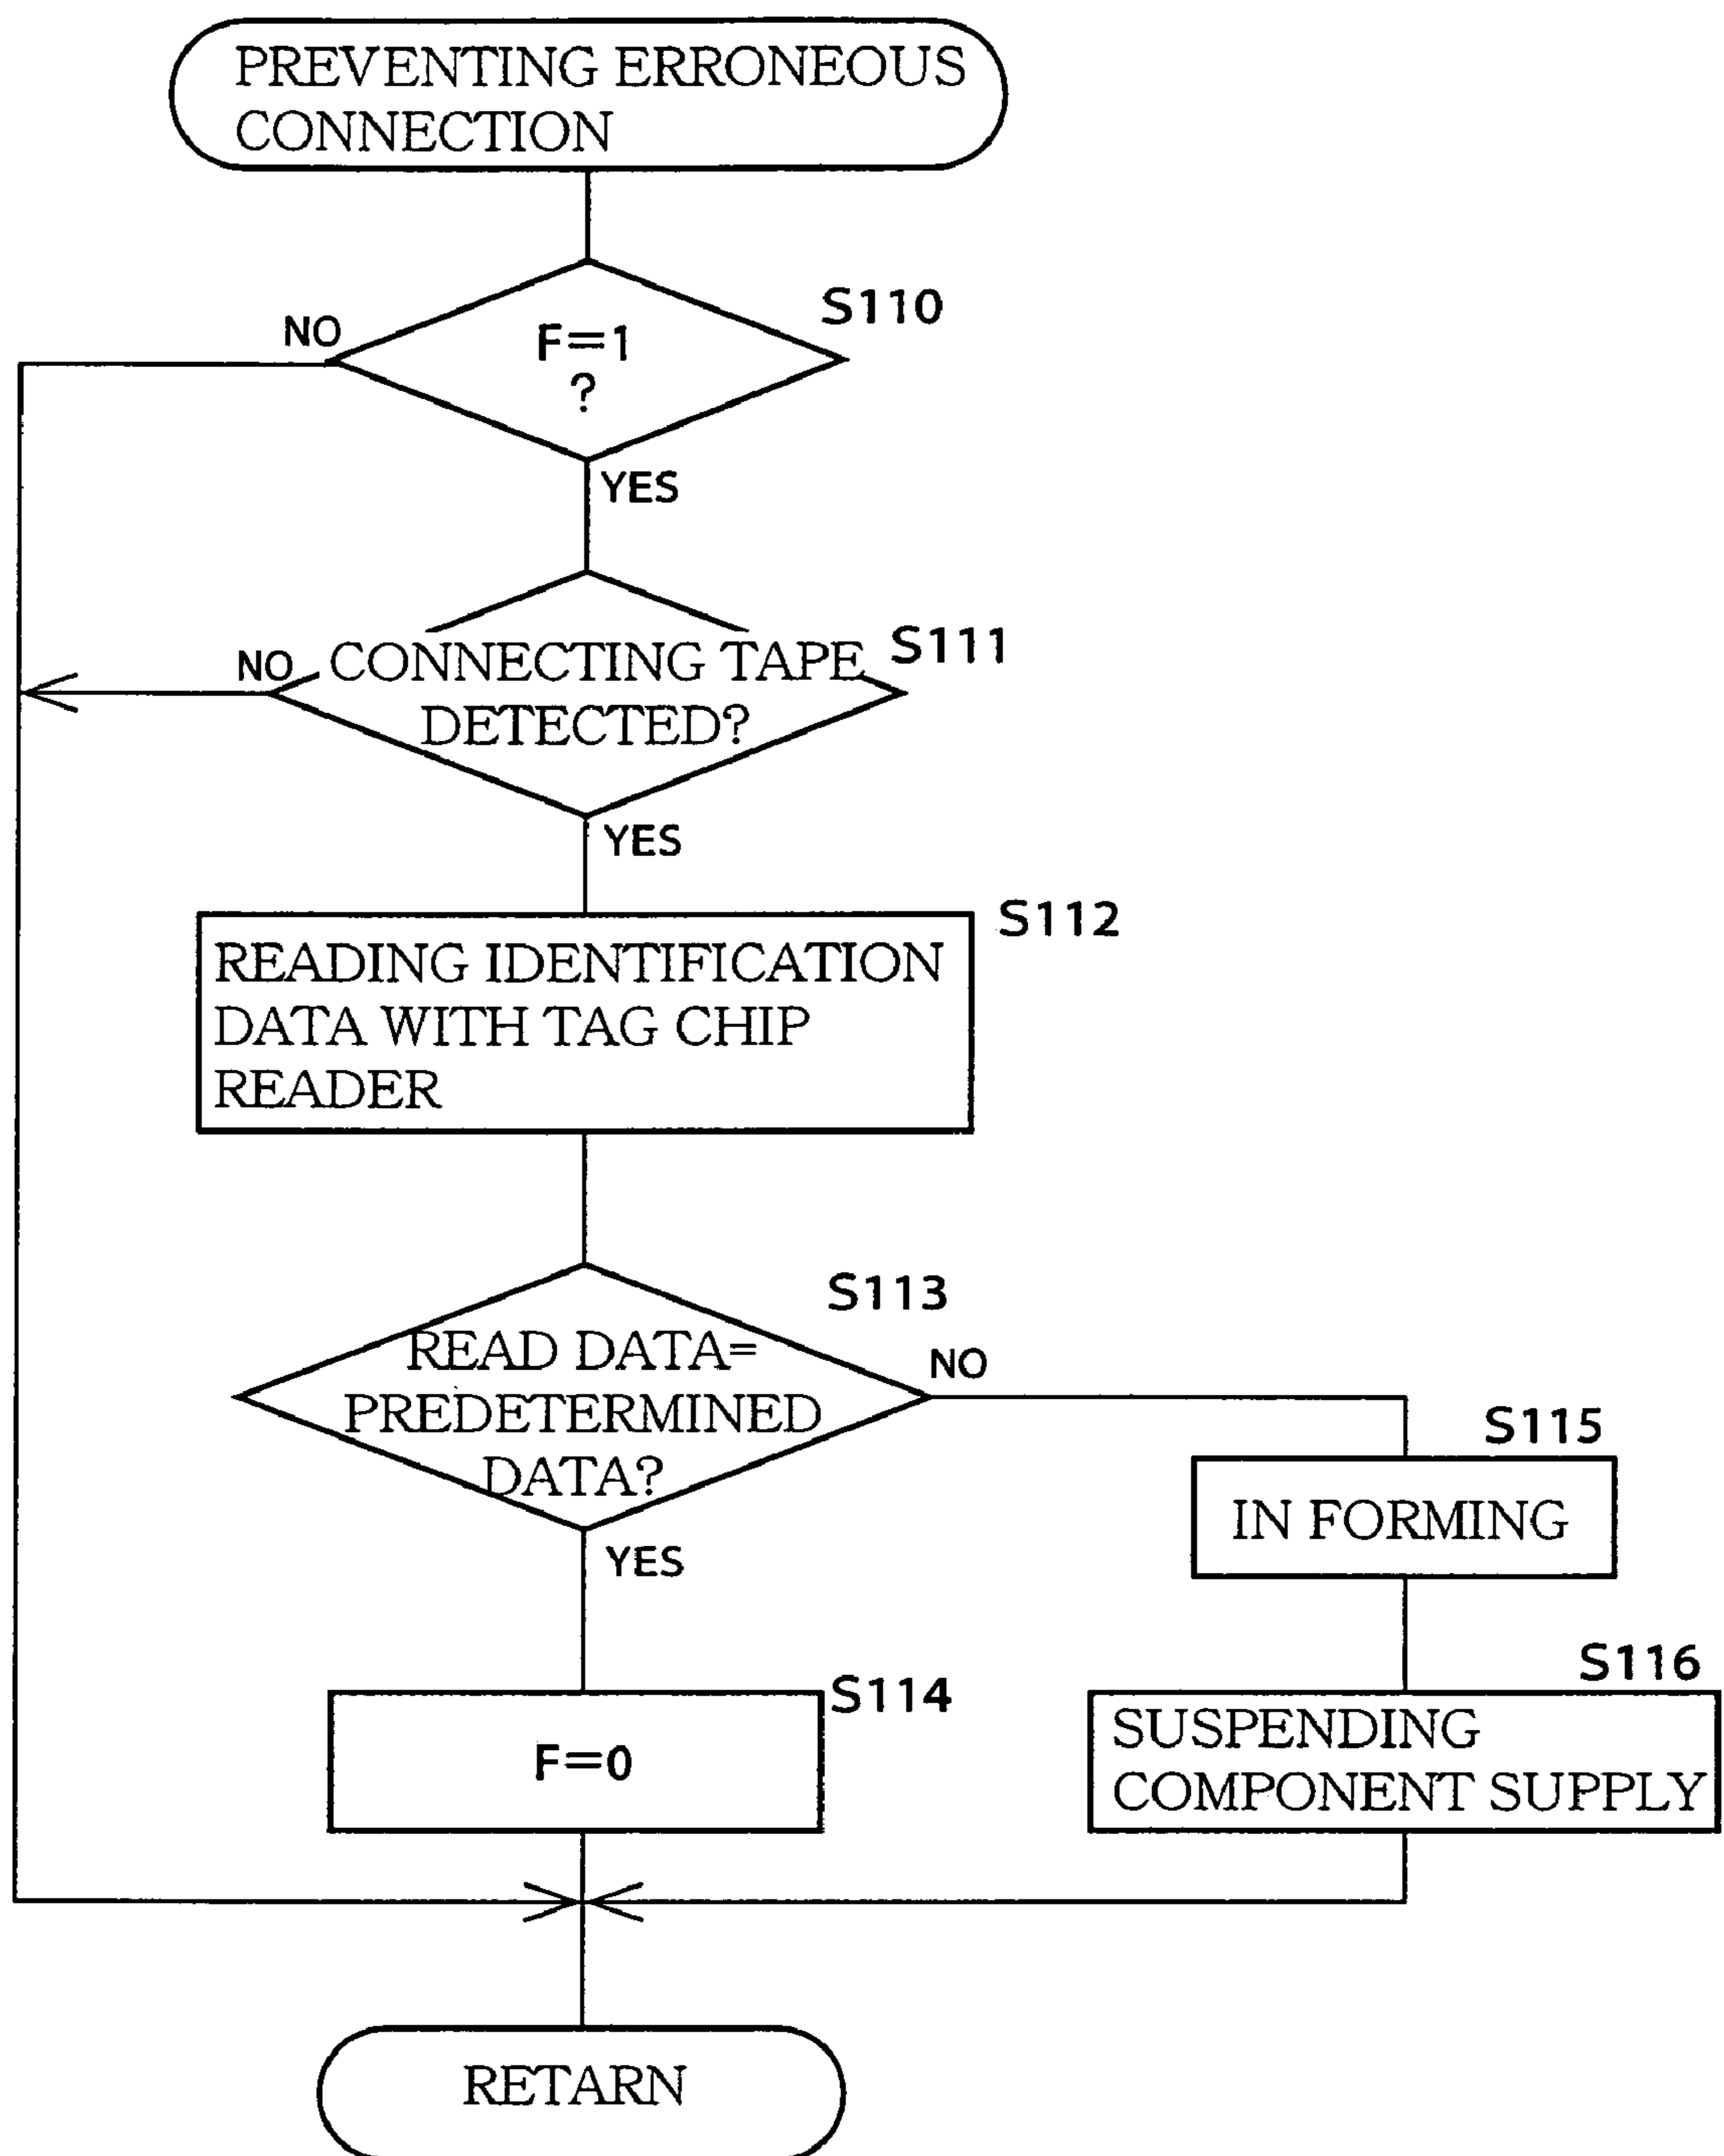 PREVENTING ERRONEOUS
CONNECTION
S110
NO
F=1
?
YES
S111
NO
CONNECTING TAPE
DETECTED?
YES
S112
READING IDENTIFICATION
DATA WITH TAG CHIP
READER
S113
READ DATA=
PREDETERMINED
DATA?
NO
YES
S115
IN FORMING
S114
F=0
S116
SUSPENDING
COMPONENT SUPPLY
RETARN